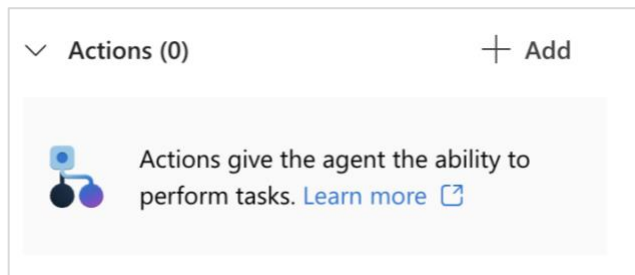 Actions (0)
Add
Actions give the agent the ability to
perform tasks. Learn more